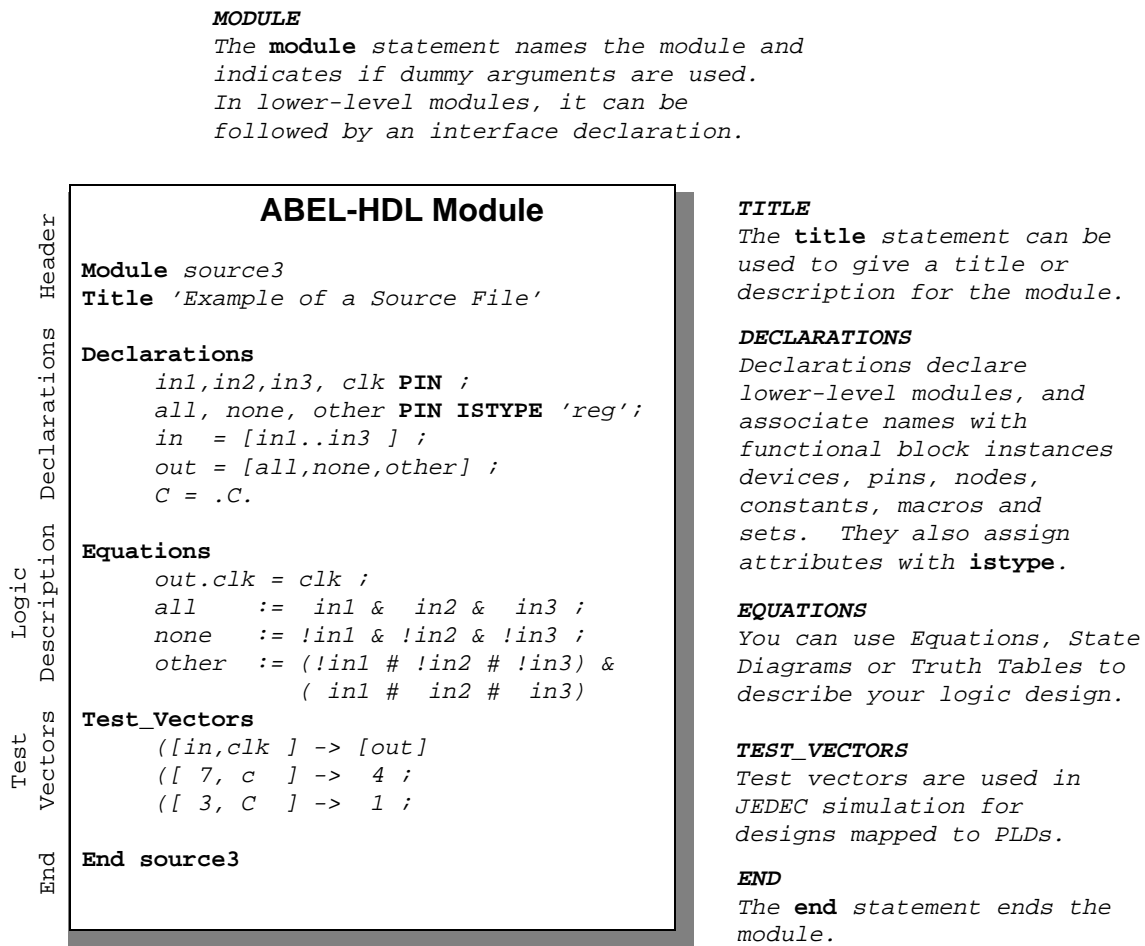 MODULE
The module statement names the module and
indicates if dummy arguments are used.
In lower-level modules, it can be
followed by an interface declaration.
Header
Declarations
Logic
Description
Test
Vectors
End
ABEL-HDL Module
Module source3
Title 'Example of a Source File'
Declarations
in1,in2,in3, clk PIN ;
all, none, other PIN ISTYPE 'reg';
in = [in1..in3 ] ;
out = [all,none,other] ;
C = .C.
Equations
out.clk = clk ;
all := in1 & in2 & in3 ;
none := !in1 & !in2 & !in3 ;
other := (!in1 # !in2 # !in3) &
( in1 # in2 # in3)
Test_Vectors
([in,clk ] -> [out]
([ 7, c ] -> 4 ;
([ 3, C ] -> 1 ;
End source3
TITLE
The title statement can be
used to give a title or
description for the module.
DECLARATIONS
Declarations declare
lower-level modules, and
associate names with
functional block instances
devices, pins, nodes,
constants, macros and
sets. They also assign
attributes with istype.
EQUATIONS
You can use Equations, State
Diagrams or Truth Tables to
describe your logic design.
TEST_VECTORS
Test vectors are used in
JEDEC simulation for
designs mapped to PLDs.
END
The end statement ends the
module.